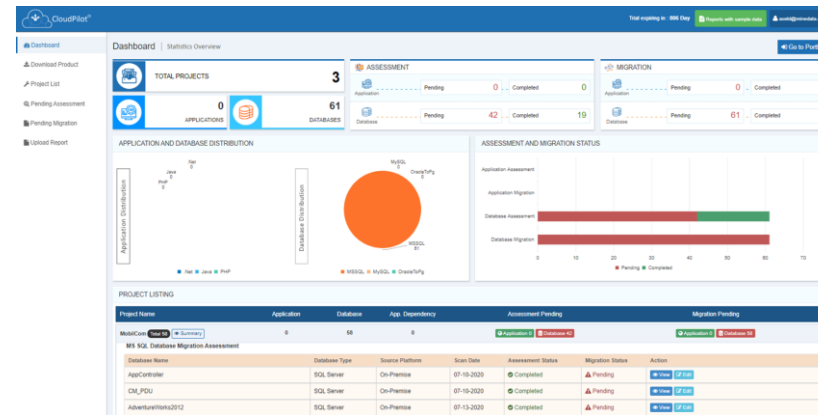 CloudPilot®
Trial expiring in : 996 Day
Reports with sample data
Dashboard
Download Product
Project List
Pending Assessment
Pending Migration
Upload Report
Dashboard | Statistics Overview
Go to Port
TOTAL PROJECTS 3
0 APPLICATIONS
61 DATABASES
ASSESSMENT
Application Pending 0 Completed 0
Database Pending 42 Completed 19
MIGRATION
Application Pending 0 Completed
Database Pending 61 Completed
APPLICATION AND DATABASE DISTRIBUTION
Application Distribution
.Net
0
Java
0
PHP
0
.Net Java PHP
Database Distribution
MySQL
0
OracleToPg
0
MSSQL
61
MSSQL MySQL OracleToPg
ASSESSMENT AND MIGRATION STATUS
Application Assessment
Application Migration
Database Assessment
Database Migration
0 10 20 30 40 50 60 70
Pending Completed
PROJECT LISTING
Project Name Application Database App. Dependency Assessment Pending Migration Pending
MobiCom Total 58 Summary 0 58 0 Application 0 Database 42 Application 0 Database 58
MS SQL Database Migration Assessment
Database Name Database Type Source Platform Scan Date Assessment Status Migration Status Action
AppController SQL Server On-Premise 07-10-2020 Completed Pending View Edit
CM_PDU SQL Server On-Premise 07-10-2020 Completed Pending View Edit
AdventureWorks2012 SQL Server On-Premise 07-13-2020 Completed Pending View Edit